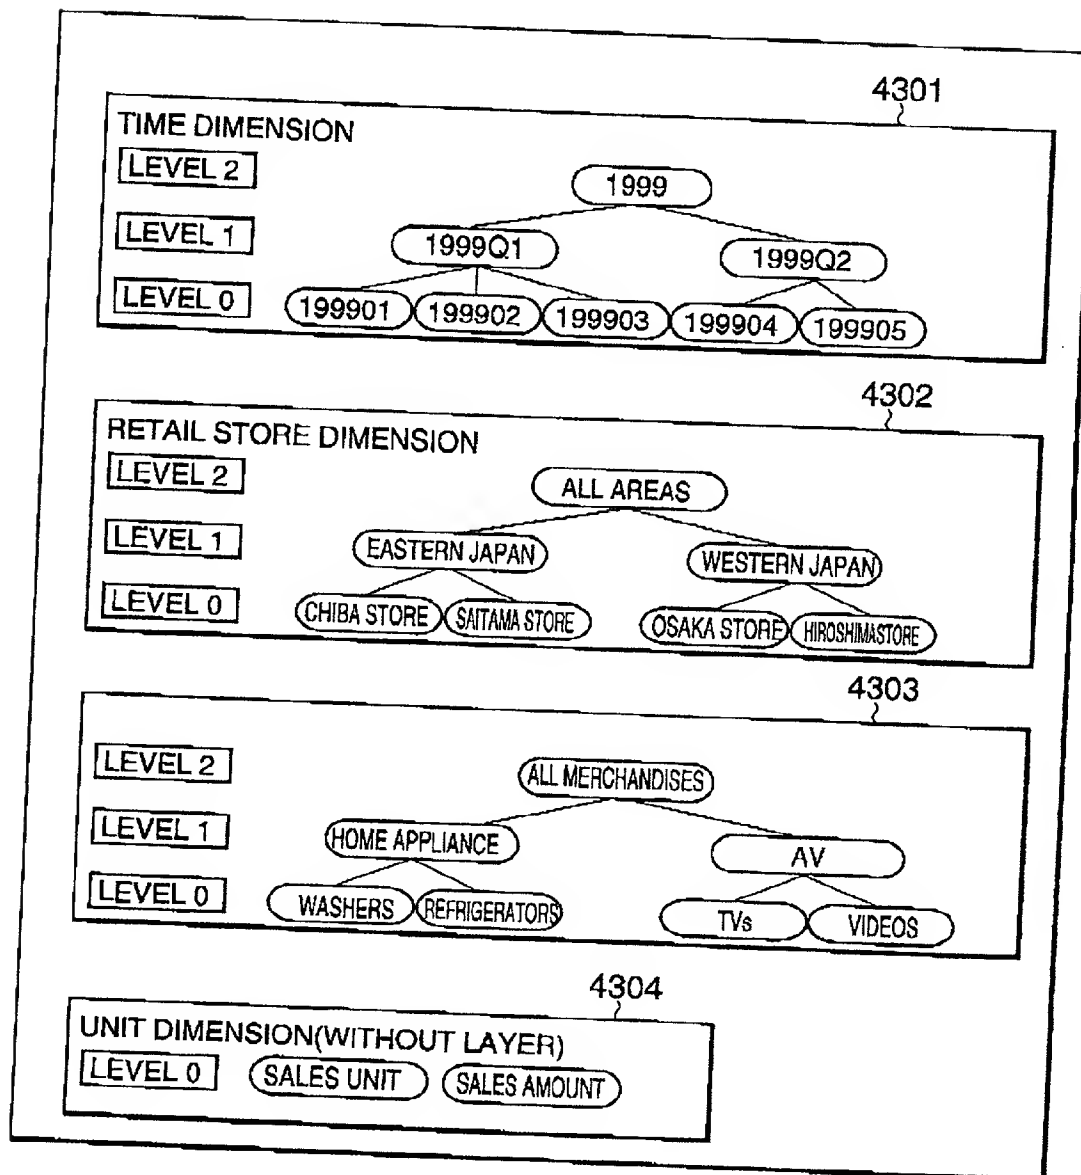 4301
TIME DIMENSION
LEVEL 2
1999
LEVEL 1
1999Q1
1999Q2
LEVEL 0
199901
199902
199903
199904
199905
4302
RETAIL STORE DIMENSION
LEVEL 2
ALL AREAS
LEVEL 1
EASTERN JAPAN
WESTERN JAPAN
LEVEL 0
CHIBA STORE
SAITAMA STORE
OSAKA STORE
HIROSHIMASTORE
4303
LEVEL 2
ALL MERCHANDISES
LEVEL 1
HOME APPLIANCE
AV
LEVEL 0
WASHERS
REFRIGERATORS
TVs
VIDEOS
4304
UNIT DIMENSION(WITHOUT LAYER)
LEVEL 0
SALES UNIT
SALES AMOUNT